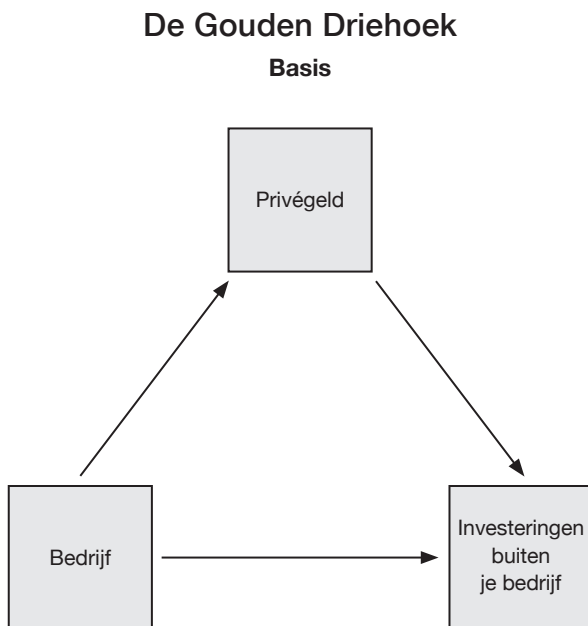 De Gouden Driehoek
Basis
Privégeld
Bedrijf
Investeringen
buiten
je bedrijf